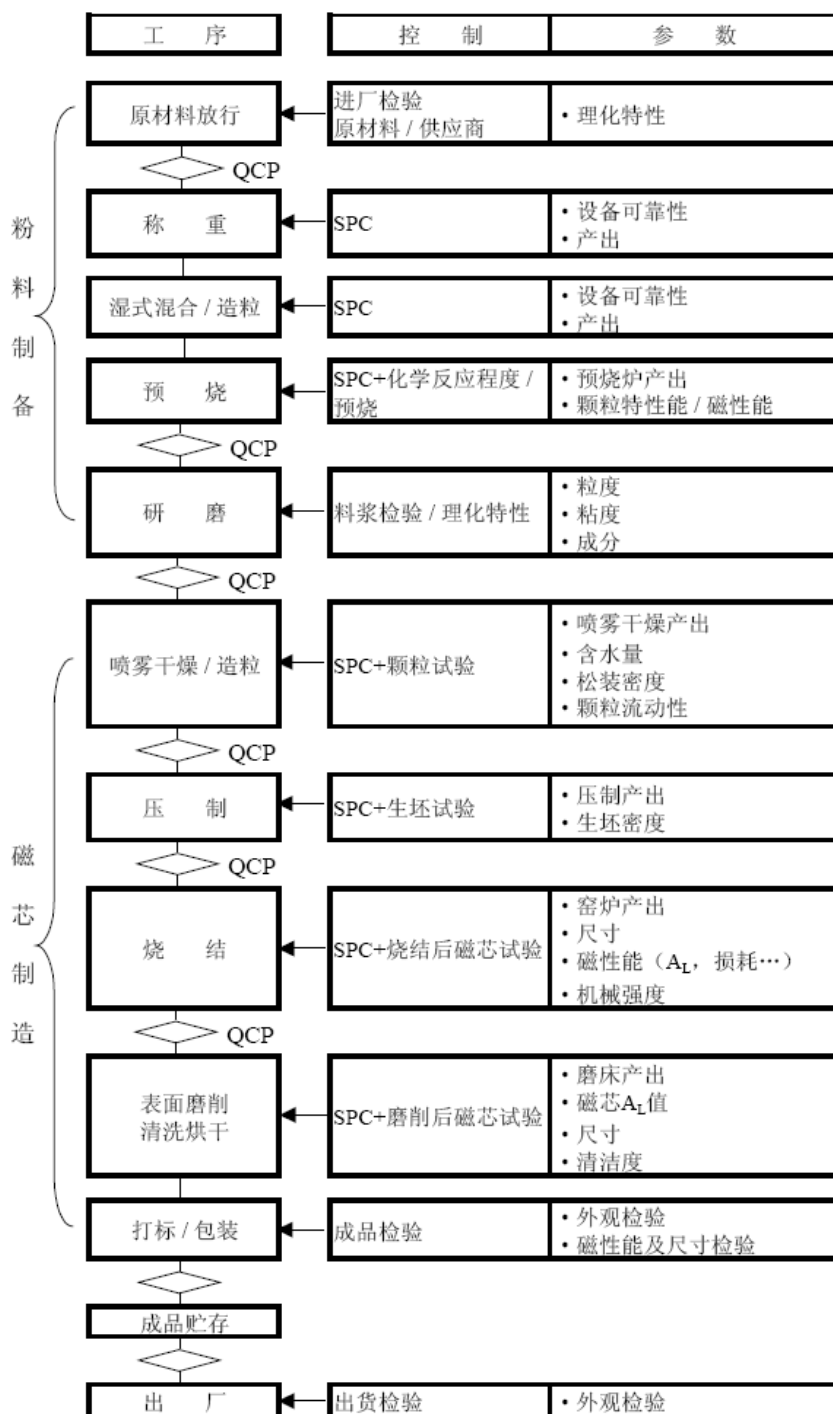 工 序 控 制 参 数
原材料放行
进厂检验
原材料 / 供应商
・理化特性
QCP
称 重
SPC
・设备可靠性
・产出
湿式混合 / 造粒
SPC
・设备可靠性
・产出
预 烧
SPC+化学反应程度 /
预烧
・预烧炉产出
・颗粒特性能 / 磁性能
QCP
研 磨
料浆检验 / 理化特性
・粒度
・粘度
・成分
粉料制备
QCP
喷雾干燥 / 造粒
SPC+颗粒试验
・喷雾干燥产出
・含水量
・松装密度
・颗粒流动性
QCP
压 制
SPC+生坯试验
・压制产出
・生坯密度
QCP
烧 结
SPC+烧结后磁芯试验
・窑炉产出
・尺寸
・磁性能（AL，损耗…）
・机械强度
QCP
表面磨削
清洗烘干
SPC+磨削后磁芯试验
・磨床产出
・磁芯AL值
・尺寸
・清洁度
打标 / 包装
成品检验
・外观检验
・磁性能及尺寸检验
磁芯制造
成品贮存
出 厂
出货检验
・外观检验